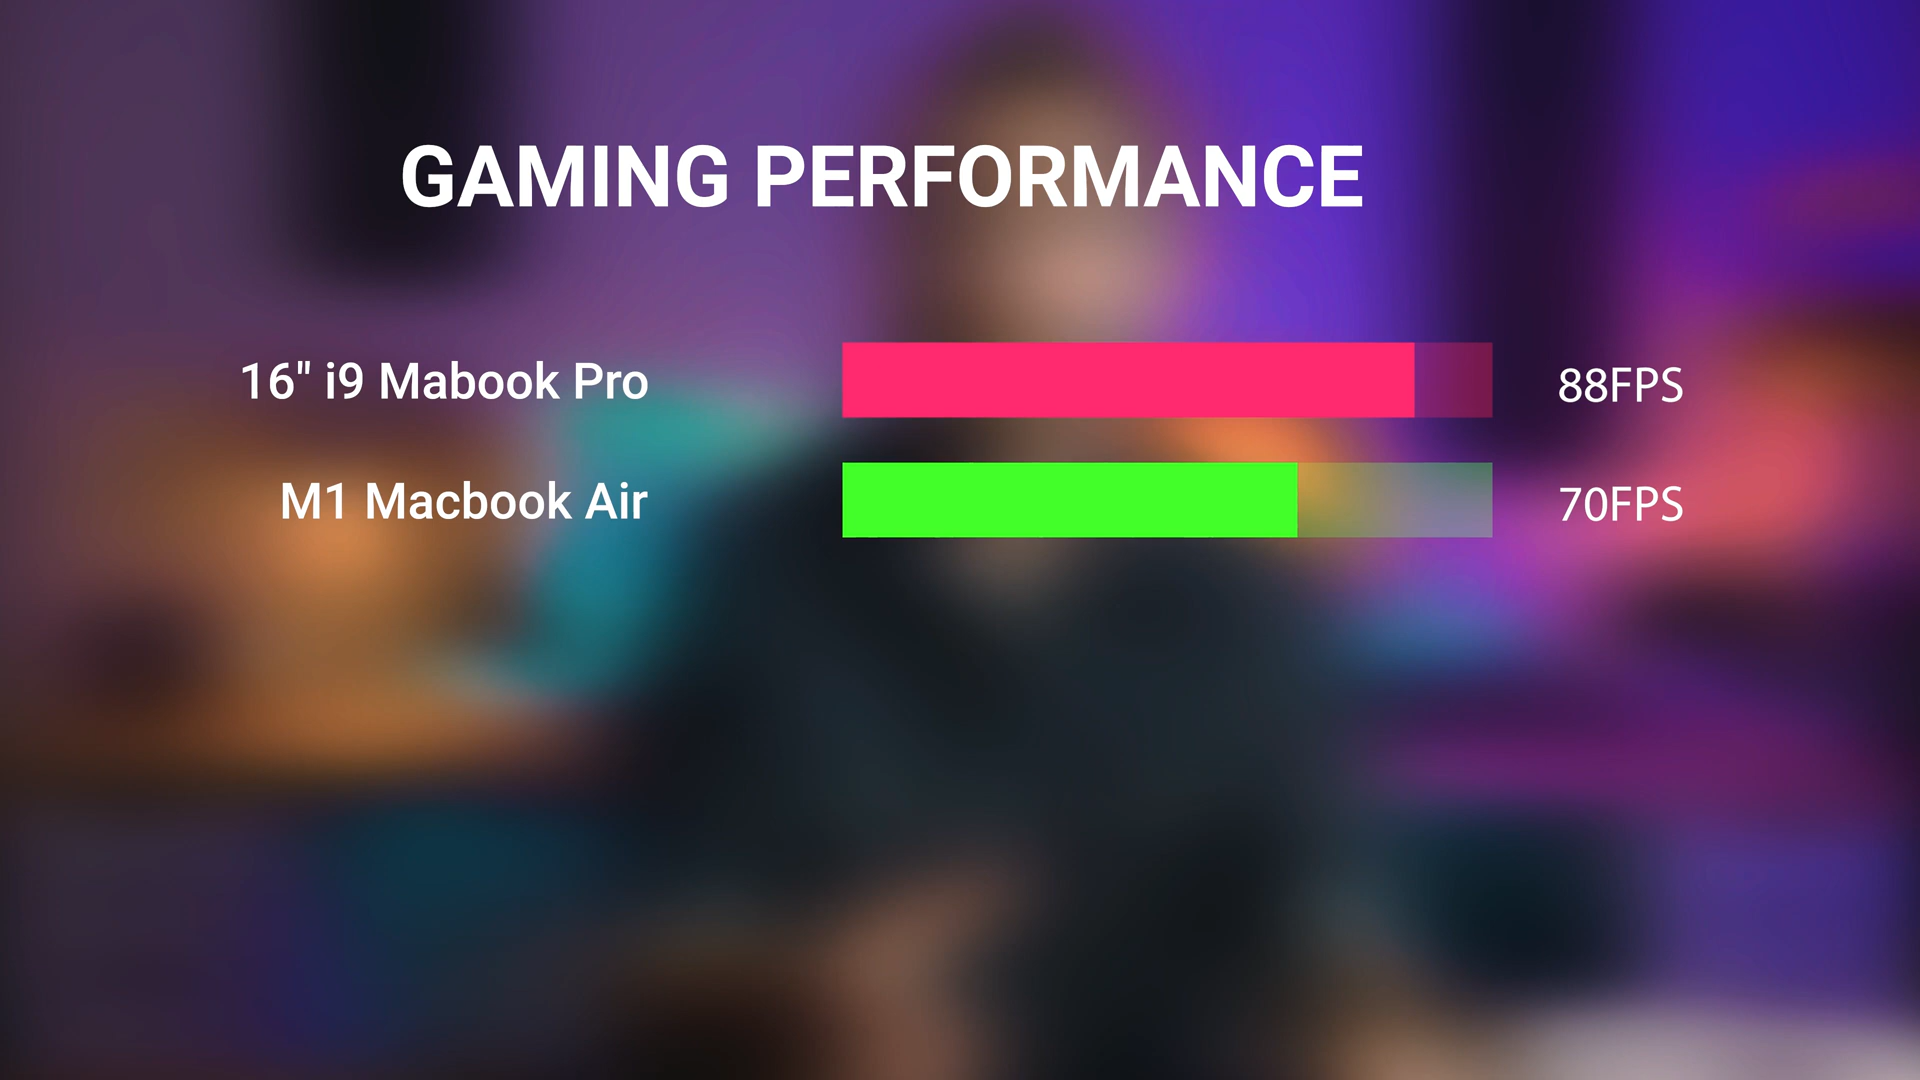 GAMING PERFORMANCE
16" i9 Mabook Pro 88FPS
M1 Macbook Air 70FPS